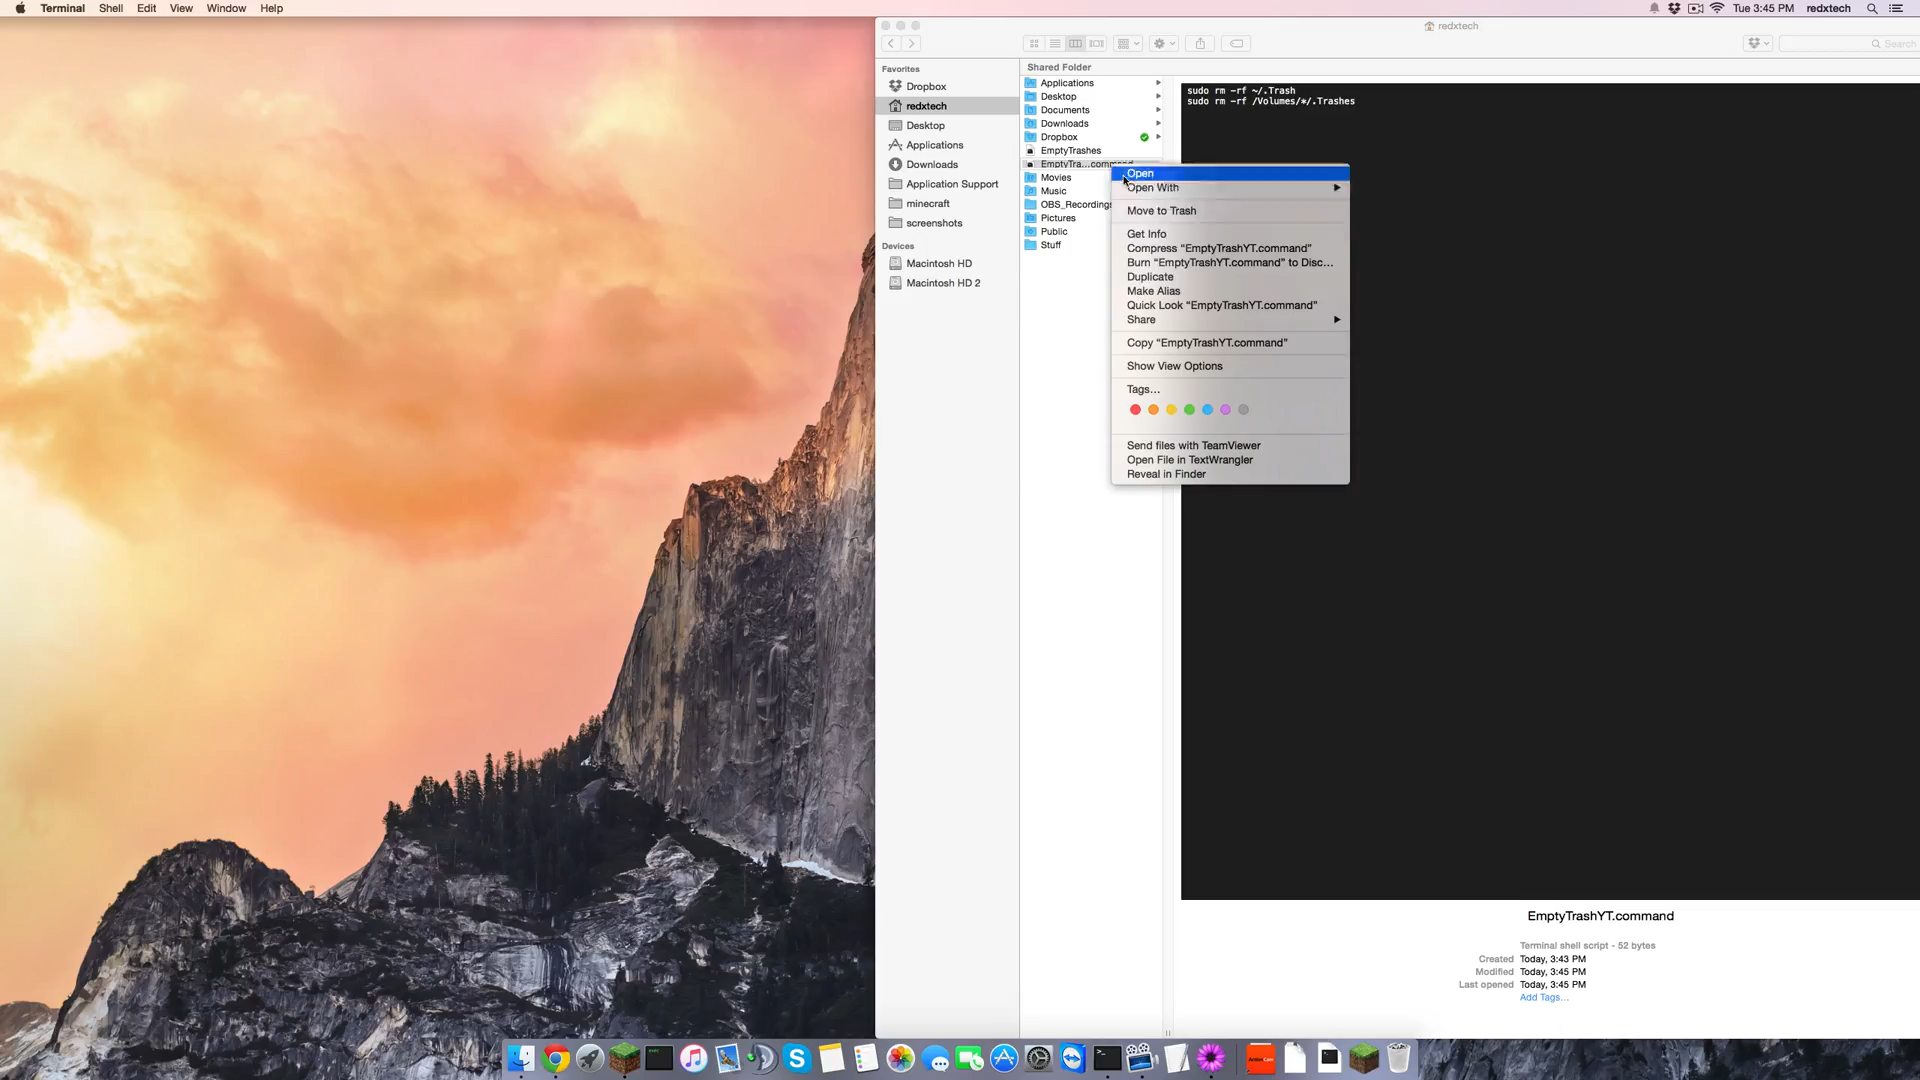 Terminal Shell Edit View Window Help
Tue 3:45 PM redxtech
redxtech
Search
Favorites
Dropbox
redxtech
Desktop
Applications
Downloads
Application Support
minecraft
screenshots
Devices
Macintosh HD
Macintosh HD 2
Shared Folder
Applications
Desktop
Documents
Downloads
Dropbox
EmptyTrashes
EmptyTra...command
Movies
Music
OBS_Recordings
Pictures
Public
Stuff
sudo rm -rf ~/.Trash
sudo rm -rf /Volumes/*/.Trashes
Open
Open With
Move to Trash
Get Info
Compress “EmptyTrashYT.command”
Burn “EmptyTrashYT.command” to Disc...
Duplicate
Make Alias
Quick Look “EmptyTrashYT.command”
Share
Copy “EmptyTrashYT.command”
Show View Options
Tags...
Send files with TeamViewer
Open File in TextWrangler
Reveal in Finder
EmptyTrashYT.command
Terminal shell script - 52 bytes
Created Today, 3:43 PM
Modified Today, 3:45 PM
Last opened Today, 3:45 PM
Add Tags...